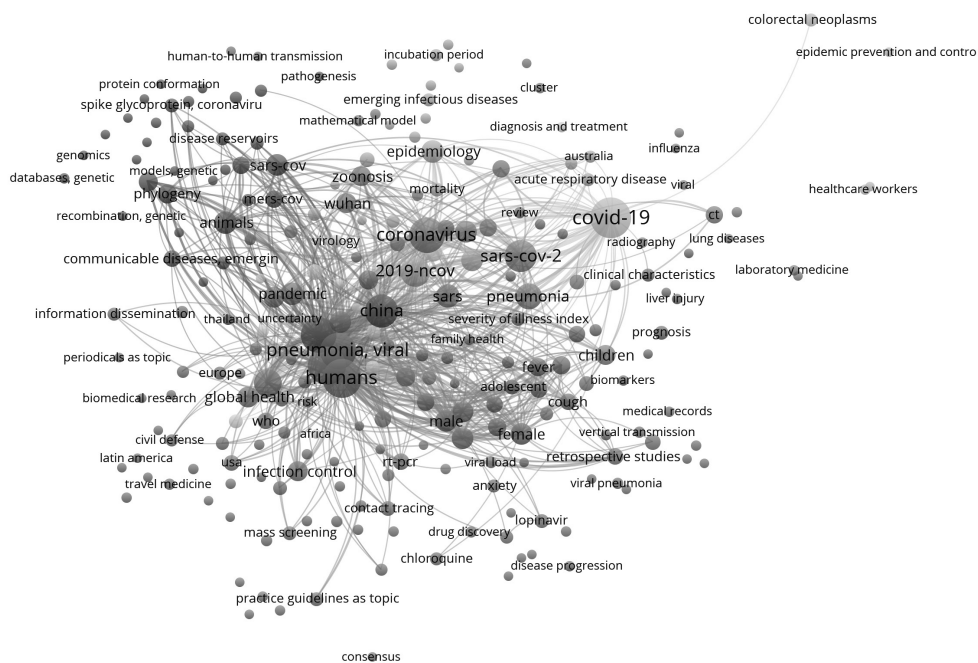 colorectal neoplasms
epidemic prevention and contro
human-to-human transmission
incubation period
pathogenesis
protein conformation
cluster
spike glycoprotein, coronaviru
emerging infectious diseases
mathematical model
diagnosis and treatment
disease reservoirs
influenza
genomics
epidemiology
australia
sars-cov
models, genetic
databases, genetic
zoonosis
acute respiratory disease
viral
phylogeny
mortality
healthcare workers
mers-cov
wuhan
recombination, genetic
review
covid-19
ct
animals
coronavirus
virology
radiography
lung diseases
communicable diseases, emergin
sars-cov-2
2019-ncov
laboratory medicine
clinical characteristics
pandemic
sars
pneumonia
liver injury
information dissemination
china
thailand
uncertainty
severity of illness index
prognosis
family health
pneumonia, viral
periodicals as topic
children
europe
fever
humans
biomarkers
adolescent
biomedical research
global health
risk
cough
medical records
who
male
civil defense
africa
female
vertical transmission
latin america
usa
rt-pcr
viral load
retrospective studies
infection control
travel medicine
anxiety
viral pneumonia
contact tracing
lopinavir
mass screening
drug discovery
chloroquine
disease progression
practice guidelines as topic
consensus